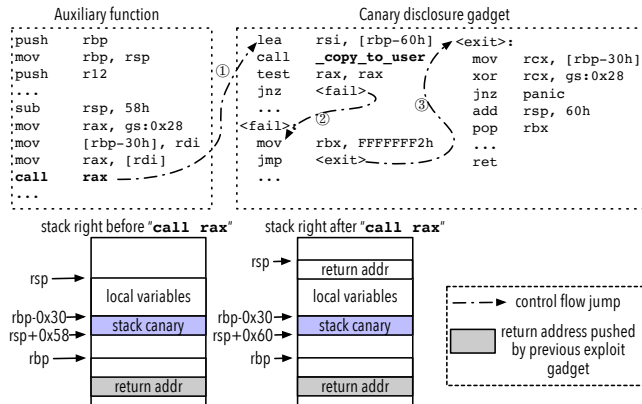 Auxiliary function
push rbp
mov rbp, rsp
push r12
...
sub rsp, 58h
mov rax, gs:0x28
mov [rbp-30h], rdi
mov rax, [rdi]
call rax
...
①
Canary disclosure gadget
lea rsi, [rbp-60h]
call _copy_to_user
test rax, rax
jnz <fail>
...
②
<fail>:
mov rbx, FFFFFFF2h
jmp <exit>
...
③
<exit>:
mov rcx, [rbp-30h]
xor rcx, gs:0x28
jnz panic
add rsp, 60h
pop rbx
...
ret
stack right before "call rax"
rsp
local variables
rbp-0x30
stack canary
rsp+0x58
rbp
return addr
stack right after "call rax"
rsp
return addr
local variables
rbp-0x30
stack canary
rsp+0x60
rbp
return addr
control flow jump
return address pushed
by previous exploit
gadget